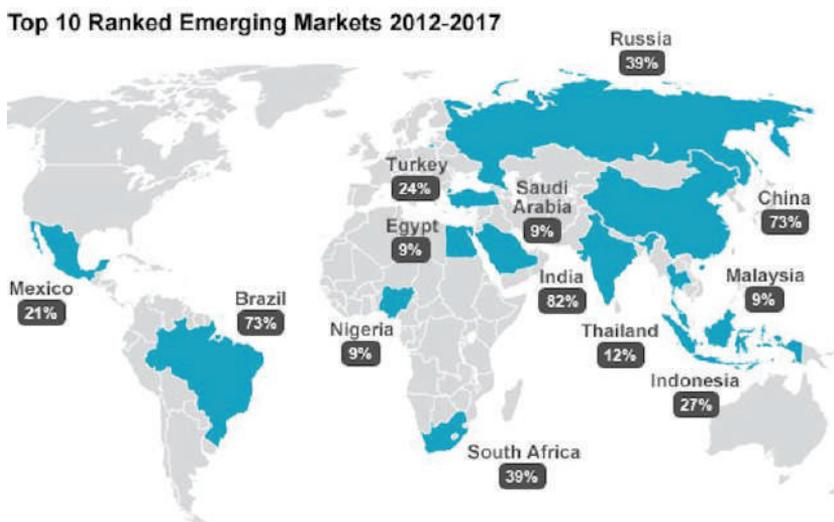 Top 10 Ranked Emerging Markets 2012-2017
Russia
39%
Turkey
24%
Saudi
Arabia
9%
China
73%
Egypt
9%
Mexico
21%
Brazil
73%
India
82%
Malaysia
9%
Nigeria
9%
Thailand
12%
Indonesia
27%
South Africa
39%